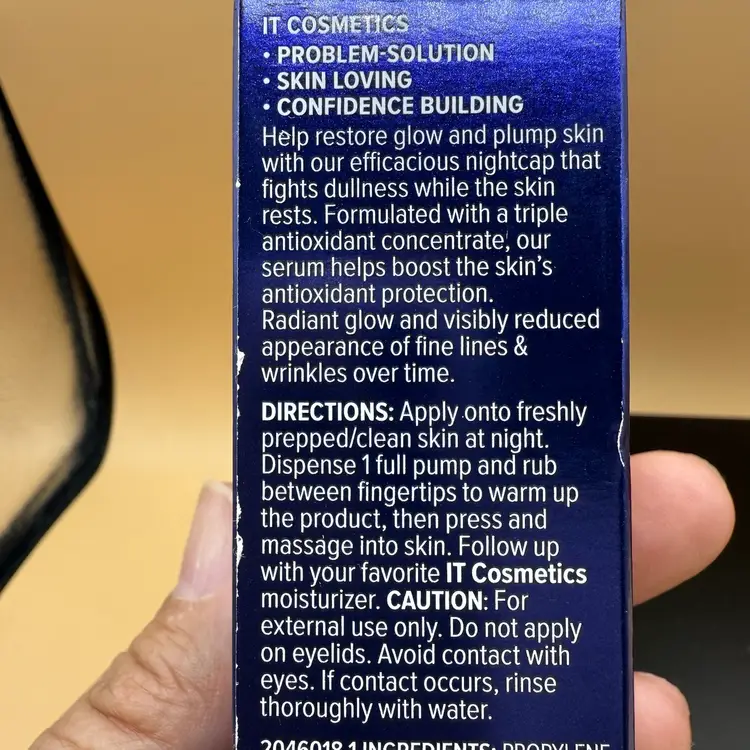 IT COSMETICS
• PROBLEM-SOLUTION
• SKIN LOVING
• CONFIDENCE BUILDING
Help restore glow and plump skin
with our efficacious nightcap that
fights dullness while the skin
rests. Formulated with a triple
antioxidant concentrate, our
serum helps boost the skin's
antioxidant protection.
Radiant glow and visibly reduced
appearance of fine lines &
wrinkles over time.
DIRECTIONS: Apply onto freshly
prepped/clean skin at night.
Dispense 1 full pump and rub
between fingertips to warm up
the product, then press and
massage into skin. Follow up
with your favorite IT Cosmetics
moisturizer. CAUTION: For
external use only. Do not apply
on eyelids. Avoid contact with
eyes. If contact occurs, rinse
thoroughly with water.
2046018 1 INGREDIENTS: PROPYLENE